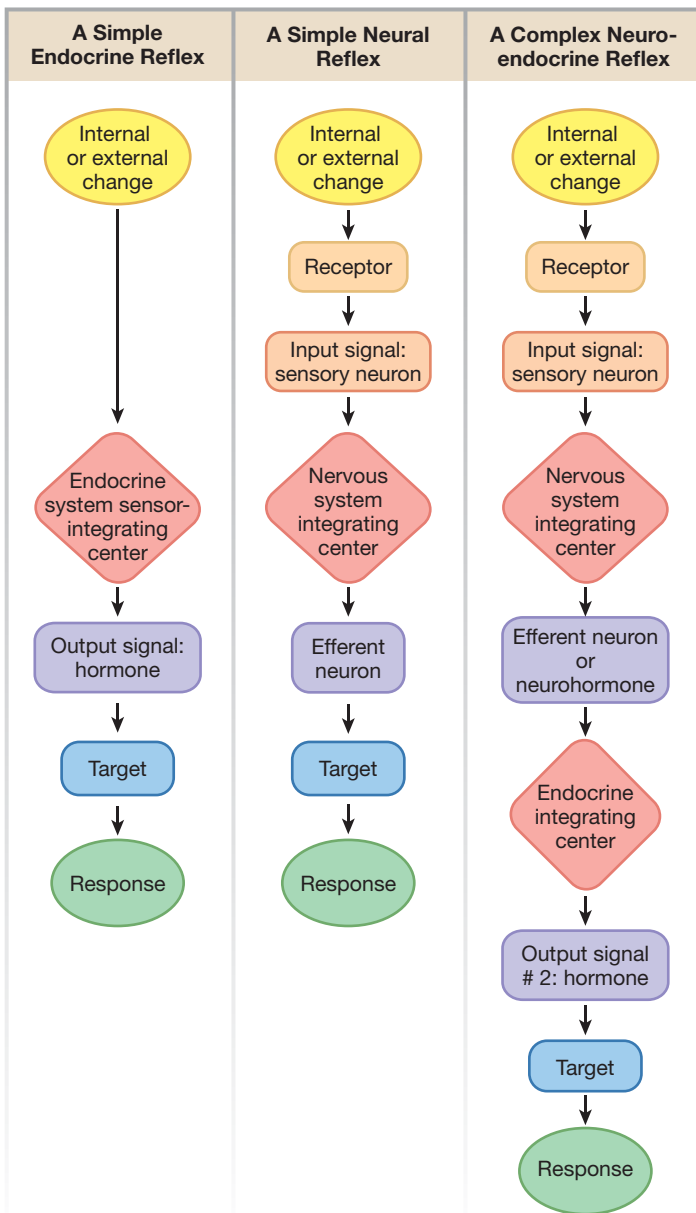 A Simple
Endocrine Reflex
Internal
or external
change
Endocrine
system sensor-
integrating
center
Output signal:
hormone
Target
Response
A Simple Neural
Reflex
Internal
or external
change
Receptor
Input signal:
sensory neuron
Nervous
system
integrating
center
Efferent
neuron
Target
Response
A Complex Neuro-
endocrine Reflex
Internal
or external
change
Receptor
Input signal:
sensory neuron
Nervous
system
integrating
center
Efferent neuron
or
neurohormone
Endocrine
integrating
center
Output signal
# 2: hormone
Target
Response